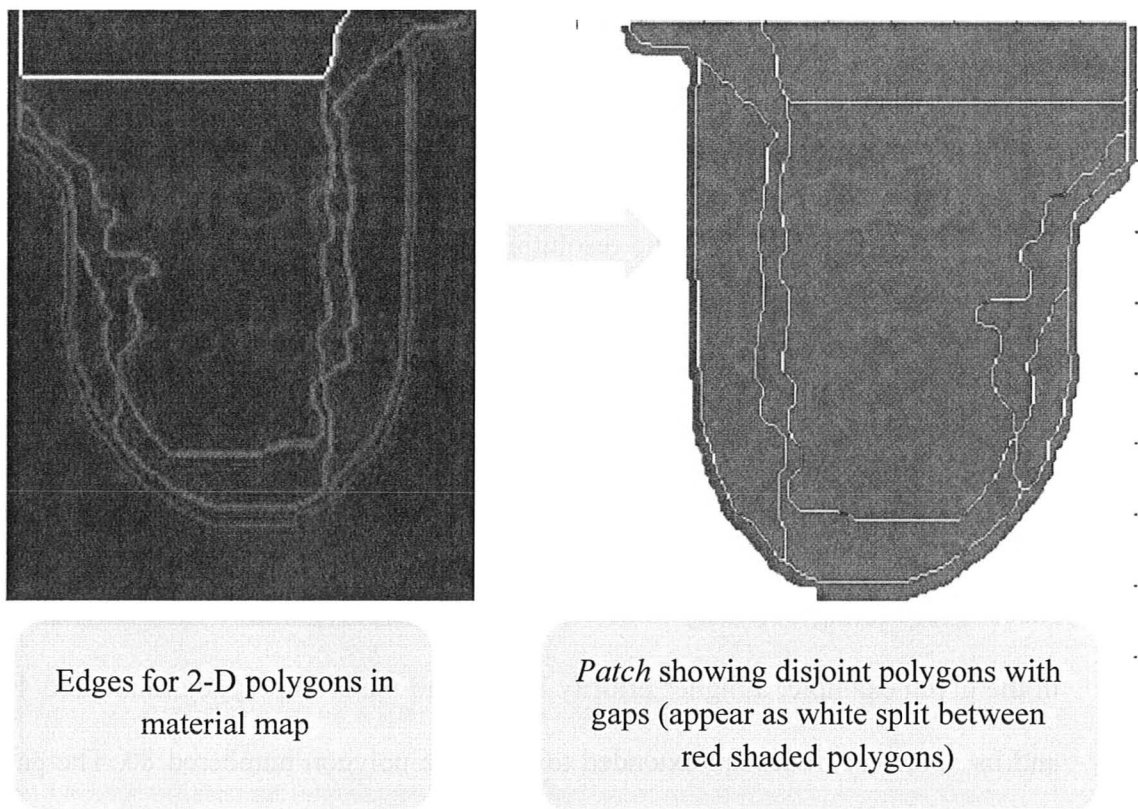 Edges for 2-D polygons in
material map
Patch showing disjoint polygons with
gaps (appear as white split between
red shaded polygons)